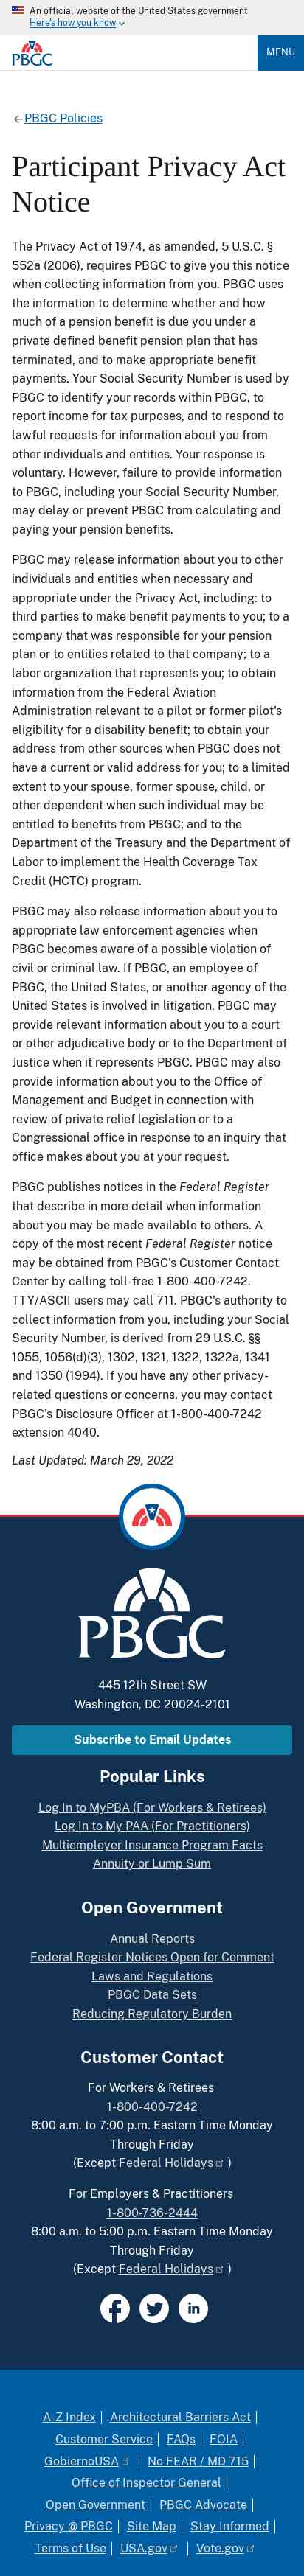 An official website of the United States government
Here's how you know
PBGC
MENU
PBGC Policies
Participant Privacy Act
Notice
The Privacy Act of 1974, as amended, 5 U.S.C. §
552a (2006), requires PBGC to give you this notice
when collecting information from you. PBGC uses
the information to determine whether and how
much of a pension benefit is due you under a
private defined benefit pension plan that has
terminated, and to make appropriate benefit
payments. Your Social Security Number is used by
PBGC to identify your records within PBGC, to
report income for tax purposes, and to respond to
lawful requests for information about you from
other individuals and entities. Your response is
voluntary. However, failure to provide information
to PBGC, including your Social Security Number,
may delay or prevent PBGC from calculating and
paying your pension benefits.
PBGC may release information about you to other
individuals and entities when necessary and
appropriate under the Privacy Act, including: to
third parties to make benefit payments to you; to a
company that was responsible for your pension
plan or to entities related to that company; to a
labor organization that represents you; to obtain
information from the Federal Aviation
Administration relevant to a pilot or former pilot's
eligibility for a disability benefit; to obtain your
address from other sources when PBGC does not
have a current or valid address for you; to a limited
extent to your spouse, former spouse, child, or
other dependent when such individual may be
entitled to benefits from PBGC; and to the
Department of the Treasury and the Department of
Labor to implement the Health Coverage Tax
Credit (HCTC) program.
PBGC may also release information about you to
appropriate law enforcement agencies when
PBGC becomes aware of a possible violation of
civil or criminal law. If PBGC, an employee of
PBGC, the United States, or another agency of
the United States is involved in litigation, PBGC may
provide information about you to a court or
other adjudicative body or to the Department of
Justice when it represents PBGC. PBGC may also
provide information about you to the Office of
Management and Budget in connection with
review of private relief legislation or to a
Congressional office in response to an inquiry that
office makes about you at your request.
PBGC publishes notices in the Federal Register
that describe in more detail when information
about you may be made available to others. A
copy of the most recent Federal Register notice
may be obtained from PBGC's Customer Contact
Center by calling toll-free 1-800-400-7242.
TTY/ASCII users may call 711. PBGC's authority to
collect information from you, including your Social
Security Number, is derived from 29 U.S.C. §§
1055, 1056(d)(3), 1302, 1321, 1322, 1322a, 1341
and 1350 (1994). If you have any other privacy-
related questions or concerns, you may contact
PBGC's Disclosure Officer at 1-800-400-7242
extension 4040.
Last Updated: March 29, 2022
PBGC
445 12th Street SW
Washington, DC 20024-2101
Subscribe to Email Updates
Popular Links
Log In to MyPBA (For Workers & Retirees)
Log In to My PAA (For Practitioners)
Multiemployer Insurance Program Facts
Annuity or Lump Sum
Open Government
Annual Reports
Federal Register Notices Open for Comment
Laws and Regulations
PBGC Data Sets
Reducing Regulatory Burden
Customer Contact
For Workers & Retirees
1-800-400-7242
8:00 a.m. to 7:00 p.m. Eastern Time Monday
Through Friday
(Except Federal Holidays )
For Employers & Practitioners
1-800-736-2444
8:00 a.m. to 5:00 p.m. Eastern Time Monday
Through Friday
(Except Federal Holidays )
A-Z Index | Architectural Barriers Act |
Customer Service | FAQs | FOIA |
GobiernoUSA | No FEAR / MD 715 |
Office of Inspector General |
Open Government | PBGC Advocate |
Privacy @ PBGC | Site Map | Stay Informed |
Terms of Use | USA.gov | Vote.gov